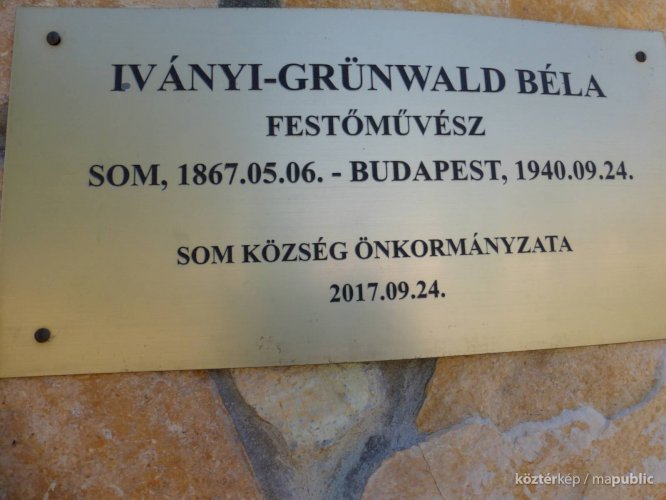 IVÁNYI-GRÜNWALD BÉLA
FESTŐMŰVÉSZ
SOM, 1867.05.06. - BUDAPEST, 1940.09.24.
SOM KÖZSÉG ÖNKORMÁNYZATA
2017.09.24.
köztérkép / mapublic